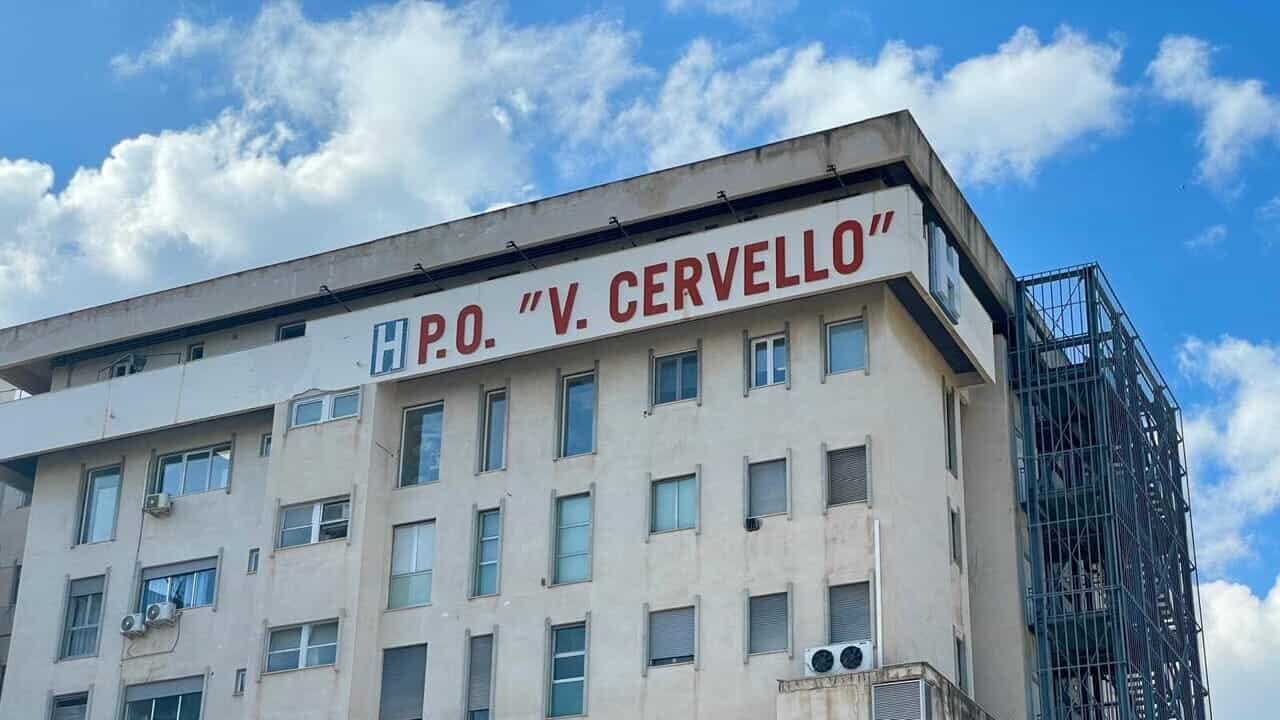 H P.O. "V. CERVELLO"
H